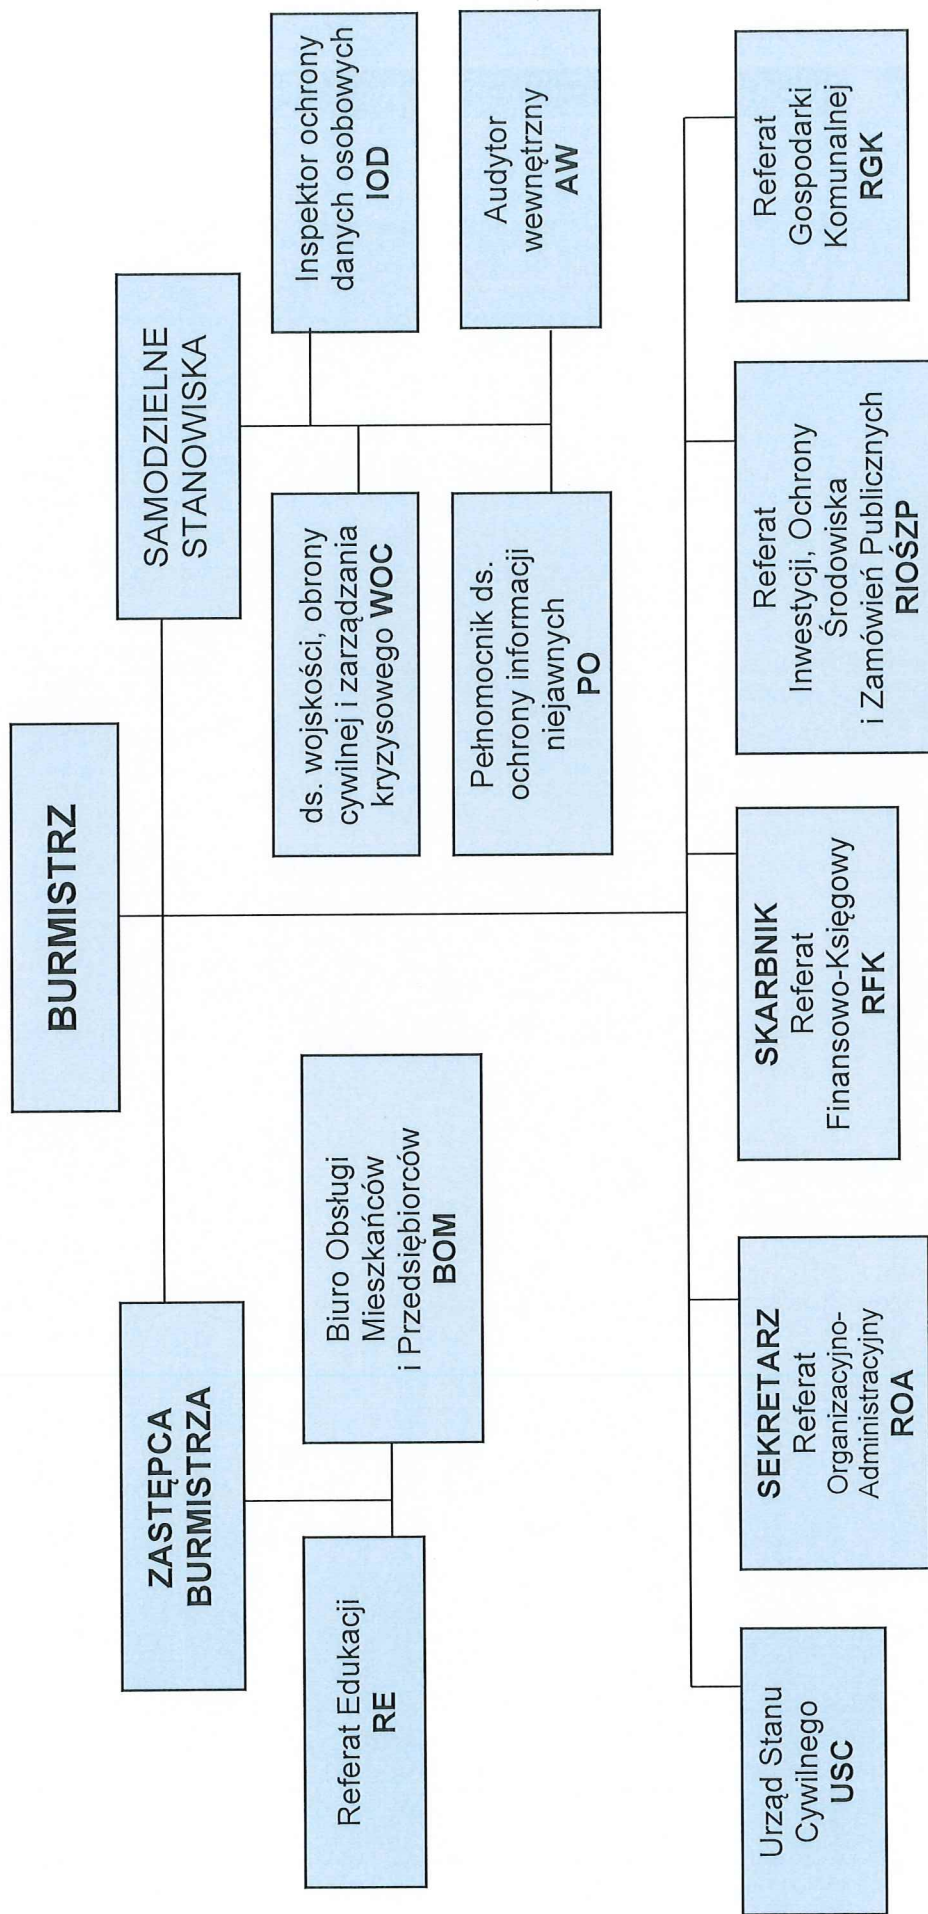 BURMISTRZ
ZASTĘPCA
BURMISTRZA
SAMODZIELNE
STANOWISKA
Referat Edukacji
RE
Biuro Obsługi
Mieszkańców
i Przedsiębiorców
BOM
ds. wojskości, obrony
cywilnej i zarządzania
kryzysowego WOC
Inspektor ochrony
danych osobowych
IOD
Pełnomocnik ds.
ochrony informacji
niejawnych
PO
Audytor
wewnętrzny
AW
Urząd Stanu
Cywilnego
USC
SEKRETARZ
Referat
Organizacyjno-
Administracyjny
ROA
SKARBNIK
Referat
Finansowo-Księgowy
RFK
Referat
Inwestycji, Ochrony
Środowiska
i Zamówień Publicznych
RIOŚZP
Referat
Gospodarki
Komunalnej
RGK